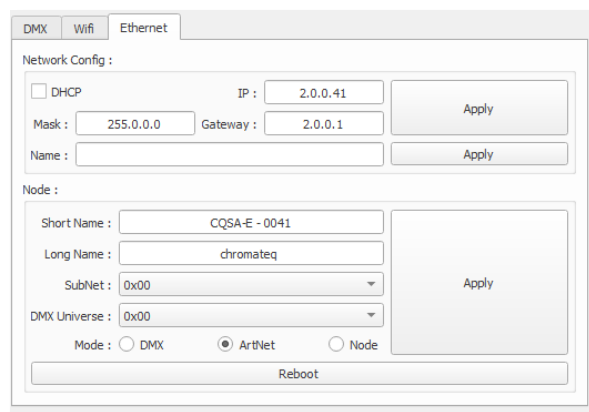 DMX Wifi Ethernet
Network Config :
DHCP IP : 2.0.0.41 Apply
Mask : 255.0.0.0 Gateway : 2.0.0.1
Name : Apply
Node :
Short Name : CQSA-E - 0041
Long Name : chromateq
SubNet : 0x00 Apply
DMX Universe : 0x00
Mode : DMX ArtNet Node
Reboot